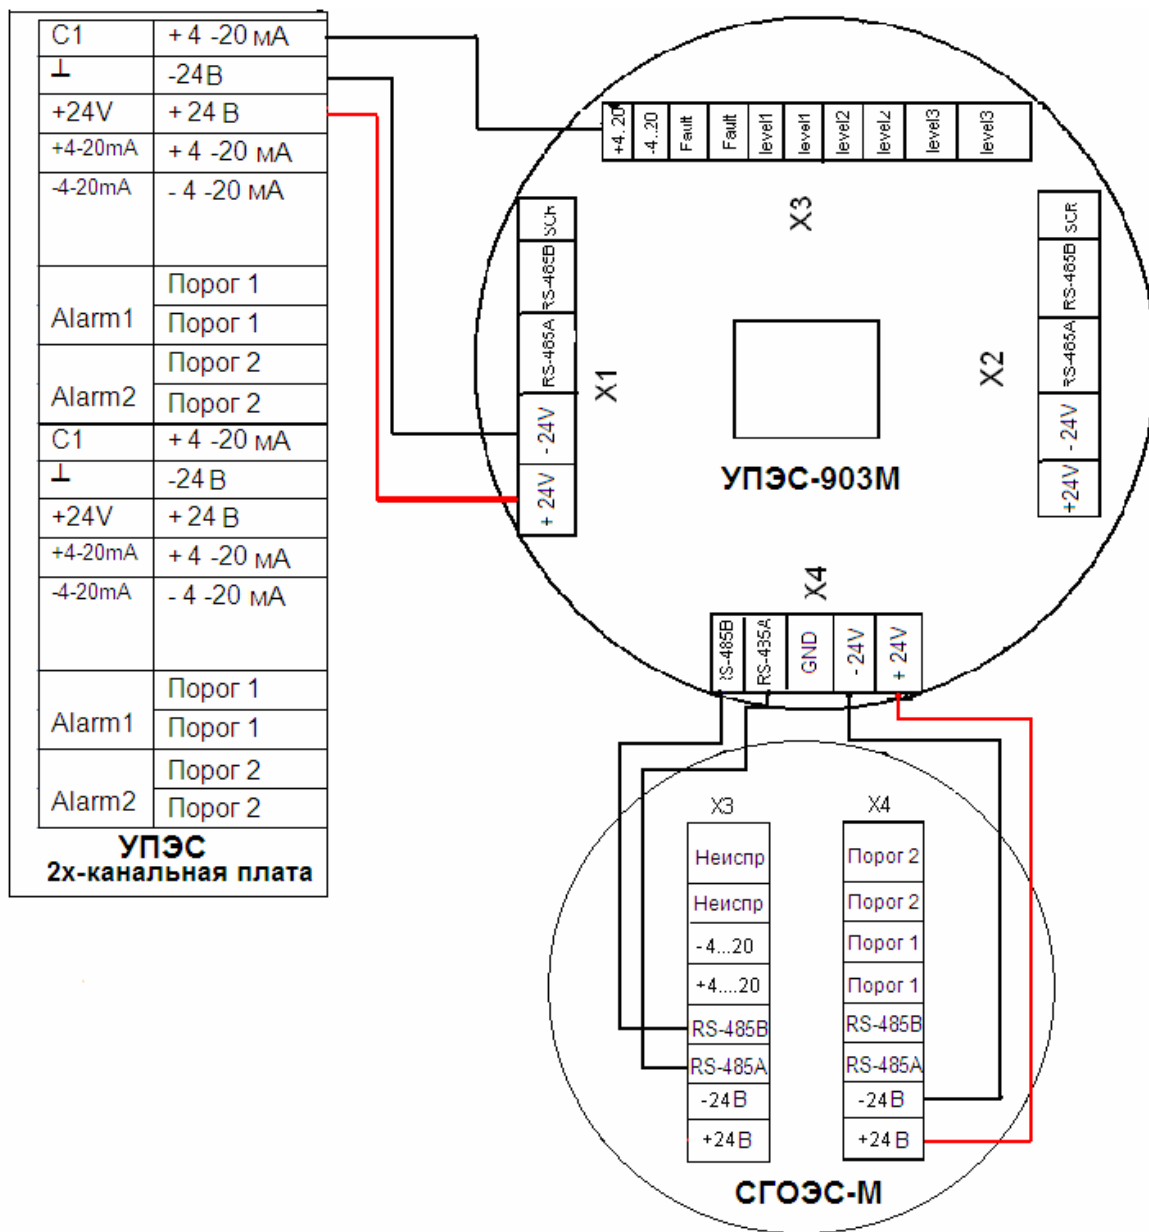 C1 + 4 -20 мА
⊥ -24В
+24V + 24 В
+4-20mA + 4 -20 мА
-4-20mA - 4 -20 мА
Порог 1
Alarm1 Порог 1
Порог 2
Alarm2 Порог 2
C1 + 4 -20 мА
⊥ -24В
+24V + 24 В
+4-20mA + 4 -20 мА
-4-20mA - 4 -20 мА
Порог 1
Alarm1 Порог 1
Порог 2
Alarm2 Порог 2
УПЭС
2х-канальная плата
+4..20
-4..20
Fault
Fault
level1
level1
level2
level2
level3
level3
X3
SCR
RS-485B
RS-485A
- 24V
+ 24V
X1
SCR
RS-485B
RS-485A
- 24V
+24V
X2
УПЭС-903М
X4
RS-485B
RS-485A
GND
- 24V
+ 24V
X3
Неиспр
Неиспр
- 4...20
+4....20
RS-485B
RS-485A
-24В
+24В
X4
Порог 2
Порог 2
Порог 1
Порог 1
RS-485B
RS-485A
-24В
+24В
СГОЭС-М